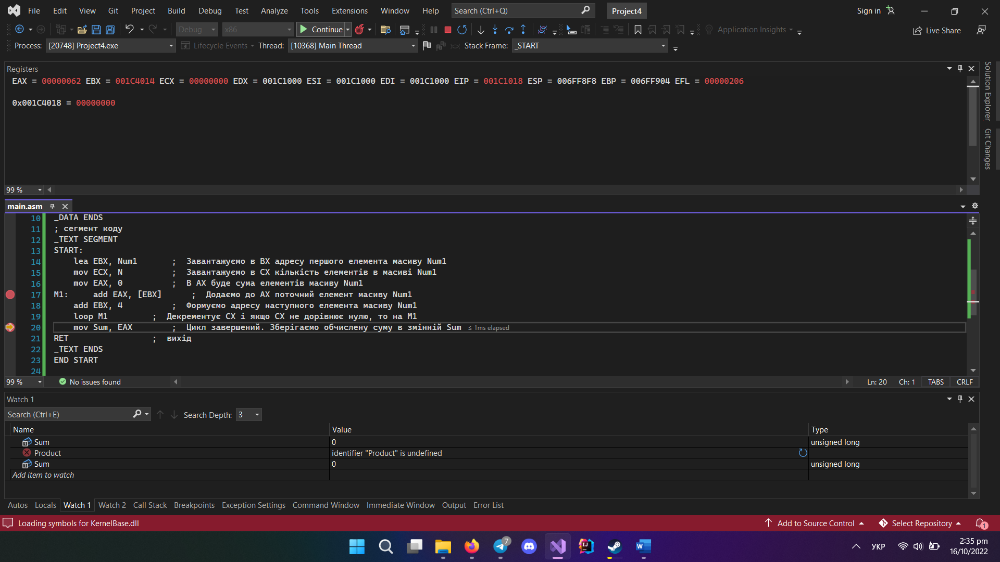 File Edit View Git Project Build Debug Test Analyze Tools Extensions Window Help Search (Ctrl+Q) Project4 Sign in
Debug x86 Continue Application Insights Live Share
Process: [20748] Project4.exe Lifecycle Events Thread: [10368] Main Thread Stack Frame: _START
Registers
EAX = 00000062 EBX = 001C4014 ECX = 00000000 EDX = 001C1000 ESI = 001C1000 EDI = 001C1000 EIP = 001C1018 ESP = 006FF8F8 EBP = 006FF904 EFL = 00000206
0x001C4018 = 00000000
Solution Explorer
Git Changes
99 %
main.asm
10 _DATA ENDS
11 ; сегмент коду
12 _TEXT SEGMENT
13 START:
14 lea EBX, Num1 ; Завантажуємо в BX адресу першого елемента масиву Num1
15 mov ECX, N ; Завантажуємо в CX кількість елементів в масиві Num1
16 mov EAX, 0 ; В AX буде сума елементів масиву Num1
17 M1: add EAX, [EBX] ; Додаємо до AX поточний елемент масиву Num1
18 add EBX, 4 ; Формуємо адресу наступного елемента масиву Num1
19 loop M1 ; Декрементує CX і якщо CX не дорівнює нулю, то на M1
20 mov Sum, EAX ; Цикл завершений. Зберігаємо обчислену суму в змінній Sum ≤ 1ms elapsed
21 RET ; вихід
22 _TEXT ENDS
23 END START
24
99 % No issues found Ln: 20 Ch: 1 TABS CRLF
Watch 1
Search (Ctrl+E) Search Depth: 3
Name Value Type
Sum 0 unsigned long
Product identifier "Product" is undefined
Sum 0 unsigned long
Add item to watch
Autos Locals Watch 1 Watch 2 Call Stack Breakpoints Exception Settings Command Window Immediate Window Output Error List
Loading symbols for KernelBase.dll Add to Source Control Select Repository 1
7 УКР 2:35 pm
16/10/2022